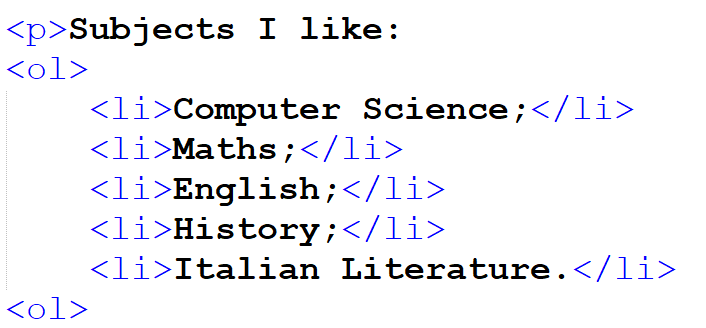 <p>Subjects I like:
<ol>
<li>Computer Science;</li>
<li>Maths;</li>
<li>English;</li>
<li>History;</li>
<li>Italian Literature.</li>
<ol>